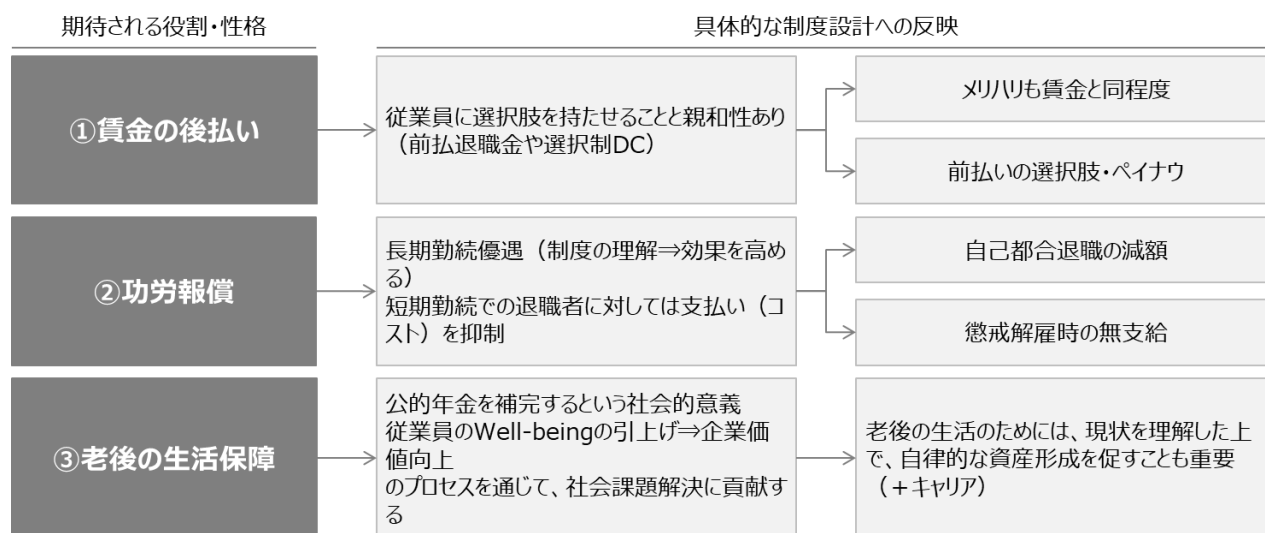 期待される役割・性格
具体的な制度設計への反映
①賃金の後払い
従業員に選択肢を持たせることと親和性あり
（前払退職金や選択制DC）
メリハリも賃金と同程度
前払いの選択肢・ペイナウ
②功労報償
長期勤続優遇（制度の理解⇒効果を高め
る）
短期勤続での退職者に対しては支払い（コ
スト）を抑制
自己都合退職の減額
懲戒解雇時の無支給
③老後の生活保障
公的年金を補完するという社会的意義
従業員のWell-beingの引上げ⇒企業価
値向上
のプロセスを通じて、社会課題解決に貢献す
る
老後の生活のためには、現状を理解した上
で、自律的な資産形成を促すことも重要
（＋キャリア）